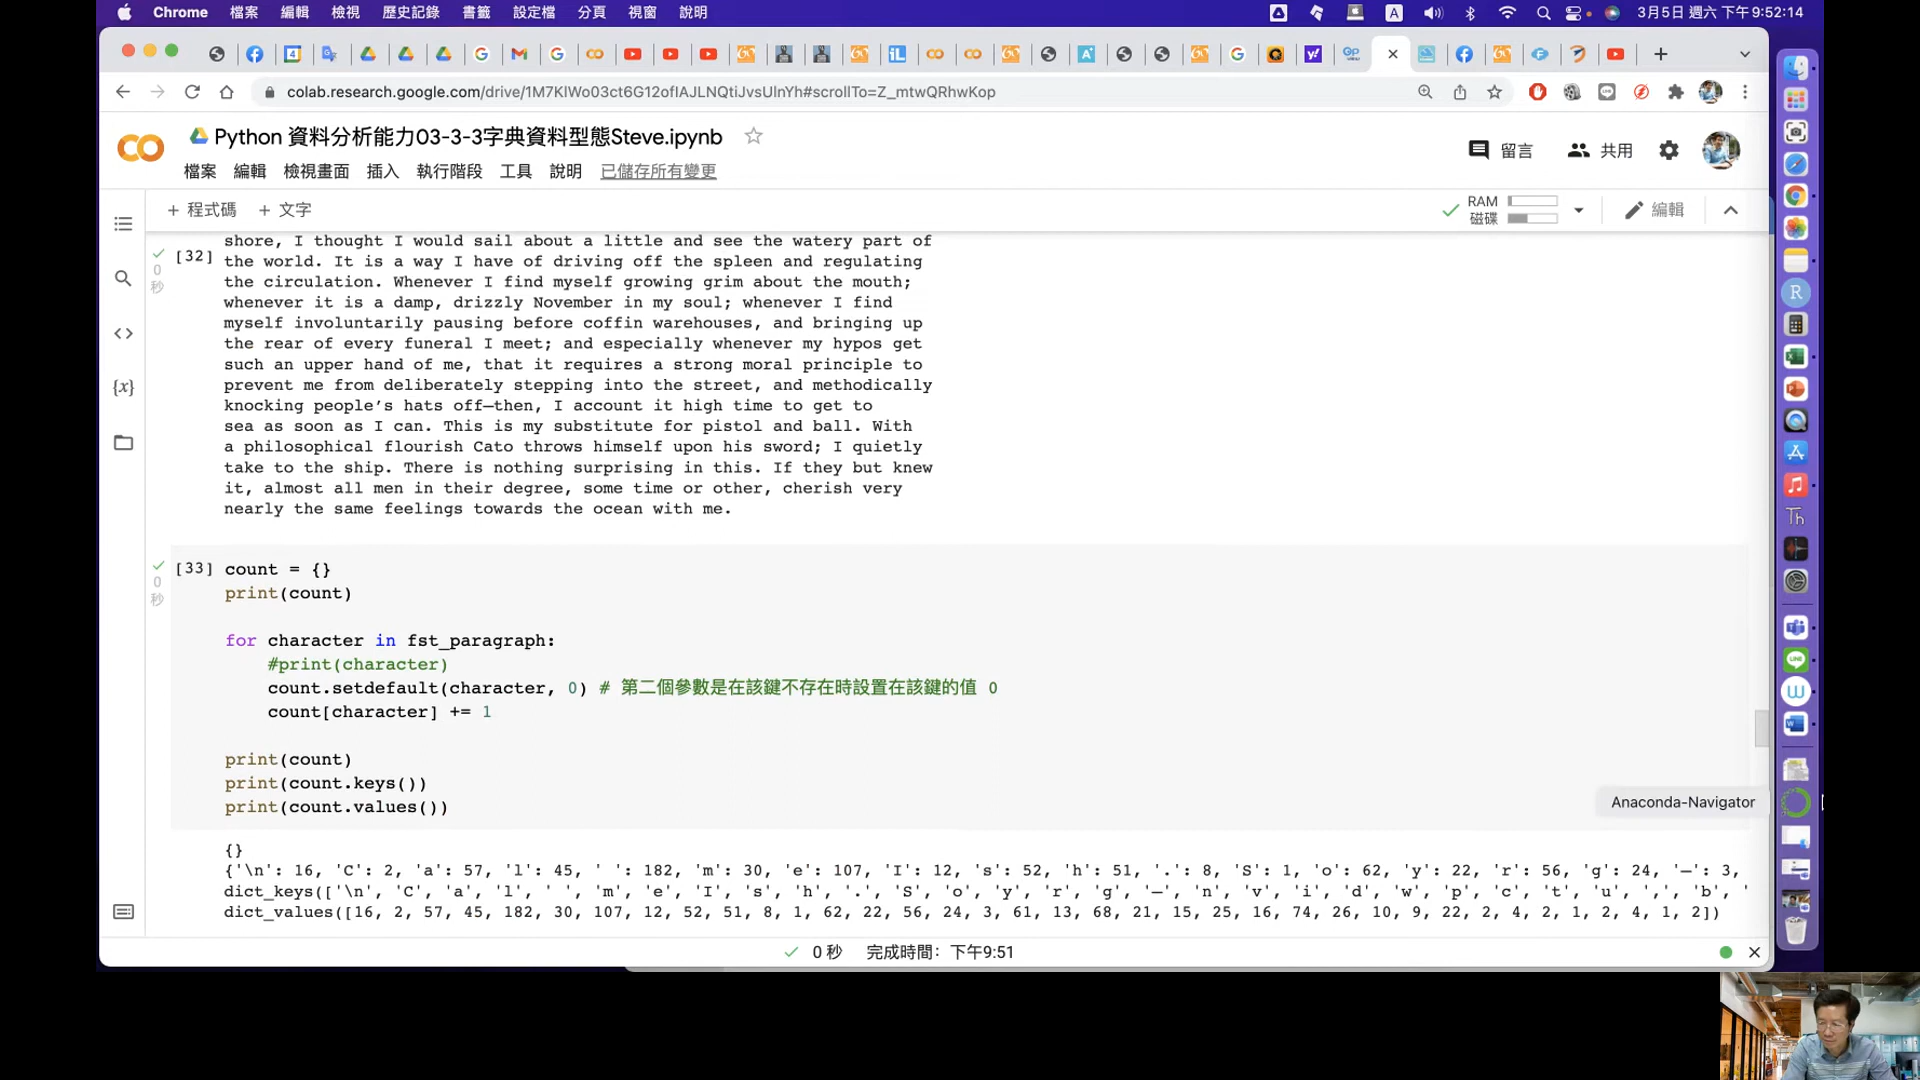 Chrome 檔案 編輯 檢視 歷史記錄 書籤 設定檔 分頁 視窗 說明 3月5日 週六 下午9:52:14
colab.research.google.com/drive/1M7KlWo03ct6G12oflAJLNQtiJvsUlnYh#scrollTo=Z_mtwQRhwKop
Python 資料分析能力03-3-3字典資料型態Steve.ipynb
留言 共用
檔案 編輯 檢視畫面 插入 執行階段 工具 說明 已儲存所有變更
+ 程式碼 + 文字
RAM
磁碟
編輯
shore, I thought I would sail about a little and see the watery part of
[32] the world. It is a way I have of driving off the spleen and regulating
0
秒
the circulation. Whenever I find myself growing grim about the mouth;
whenever it is a damp, drizzly November in my soul; whenever I find
myself involuntarily pausing before coffin warehouses, and bringing up
the rear of every funeral I meet; and especially whenever my hypos get
such an upper hand of me, that it requires a strong moral principle to
prevent me from deliberately stepping into the street, and methodically
knocking people’s hats off—then, I account it high time to get to
sea as soon as I can. This is my substitute for pistol and ball. With
a philosophical flourish Cato throws himself upon his sword; I quietly
take to the ship. There is nothing surprising in this. If they but knew
it, almost all men in their degree, some time or other, cherish very
nearly the same feelings towards the ocean with me.
[33] count = {}
0
秒
print(count)
for character in fst_paragraph:
#print(character)
count.setdefault(character, 0) # 第二個參數是在該鍵不存在時設置在該鍵的值 0
count[character] += 1
print(count)
print(count.keys())
print(count.values())
Anaconda-Navigator
{}
{'\n': 16, 'C': 2, 'a': 57, 'l': 45, ' ': 182, 'm': 30, 'e': 107, 'I': 12, 's': 52, 'h': 51, '.': 8, 'S': 1, 'o': 62, 'y': 22, 'r': 56, 'g': 24, '—': 3,
dict_keys(['\n', 'C', 'a', 'l', ' ', 'm', 'e', 'I', 's', 'h', '.', 'S', 'o', 'y', 'r', 'g', '—', 'n', 'v', 'i', 'd', 'w', 'p', 'c', 't', 'u', ',', 'b', '
dict_values([16, 2, 57, 45, 182, 30, 107, 12, 52, 51, 8, 1, 62, 22, 56, 24, 3, 61, 13, 68, 21, 15, 25, 16, 74, 26, 10, 9, 22, 2, 4, 2, 1, 2, 4, 1, 2])
0 秒 完成時間： 下午9:51